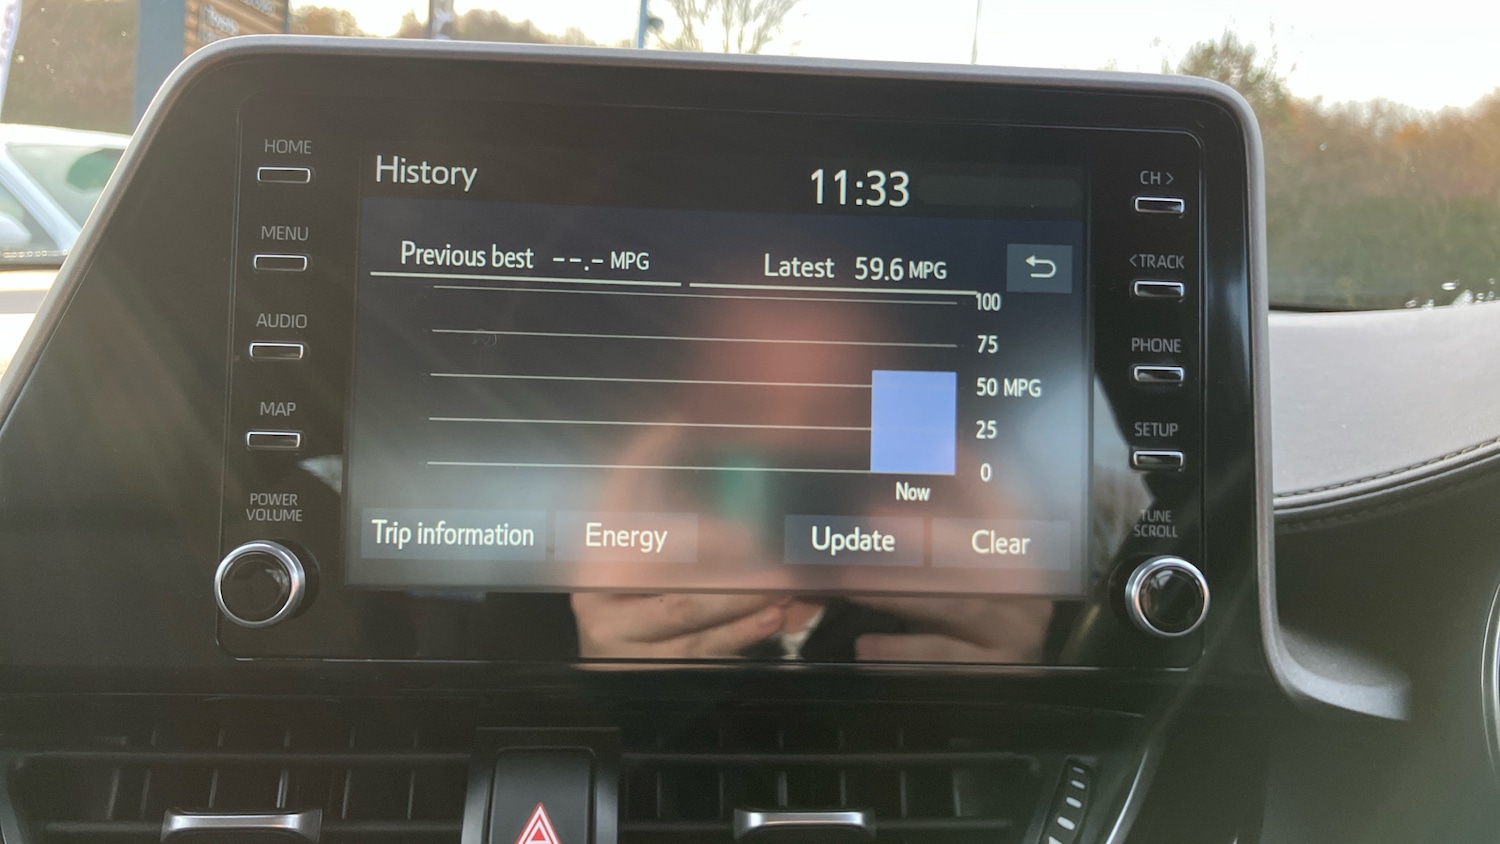 HOME
MENU
AUDIO
MAP
POWER
VOLUME
History
11:33
Previous best --.- MPG
Latest 59.6 MPG
100
75
50 MPG
25
0
Now
Trip information
Energy
Update
Clear
CH >
<TRACK
PHONE
SETUP
TUNE
SCROLL